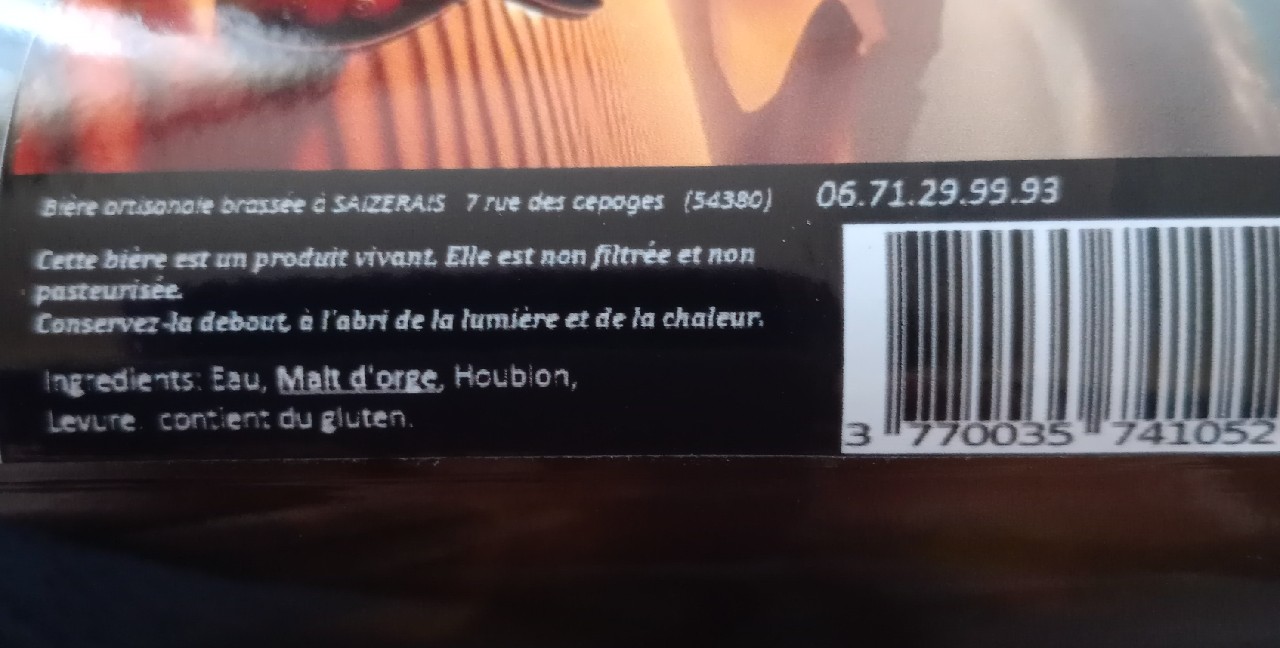 Bière artisanale brassée à SAIZERAIS 7 rue des cepages (54380) 06.71.29.99.93
Cette bière est un produit vivant. Elle est non filtrée et non
pasteurisée.
Conservez-la debout, à l'abri de la lumière et de la chaleur.
Ingredients: Eau, Malt d'orge, Houblon,
Levure. contient du gluten.
3 770035 741052